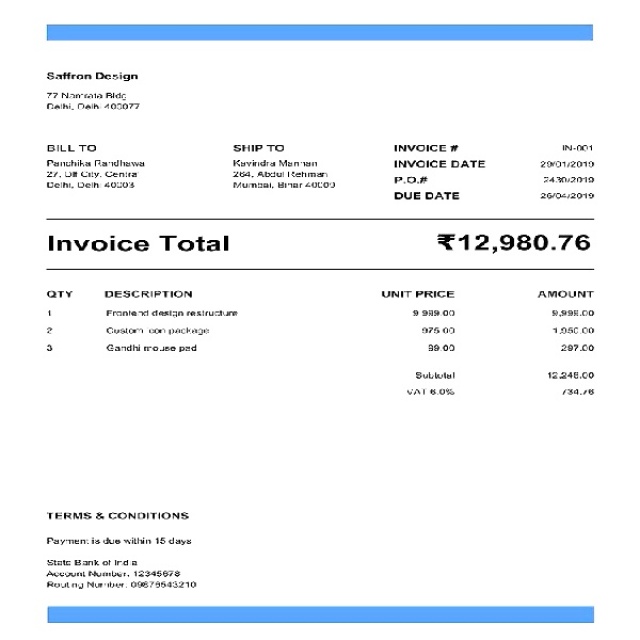 Saffron Design
77 Namrata Bldg
Delhi, Delhi 400077
BILL TO
Panchika Randhawa
27, Dlf City, Centra
Delhi, Delhi 40003
SHIP TO
Kavindra Mannan
264, Abdul Rehman
Mumbai, Bihar 40009
INVOICE # IN-001
INVOICE DATE 29/01/2019
P.O.# 2430/2019
DUE DATE 26/04/2019
Invoice Total ₹12,980.76
QTY DESCRIPTION UNIT PRICE AMOUNT
1 Frontend design restructure 9,999.00 9,999.00
2 Custom icon package 975.00 1,950.00
3 Gandhi mouse pad 99.00 297.00
Subtotal 12,246.00
VAT 6.0% 734.76
TERMS & CONDITIONS
Payment is due within 15 days
State Bank of India
Account Number: 12345678
Routing Number: 09876543210